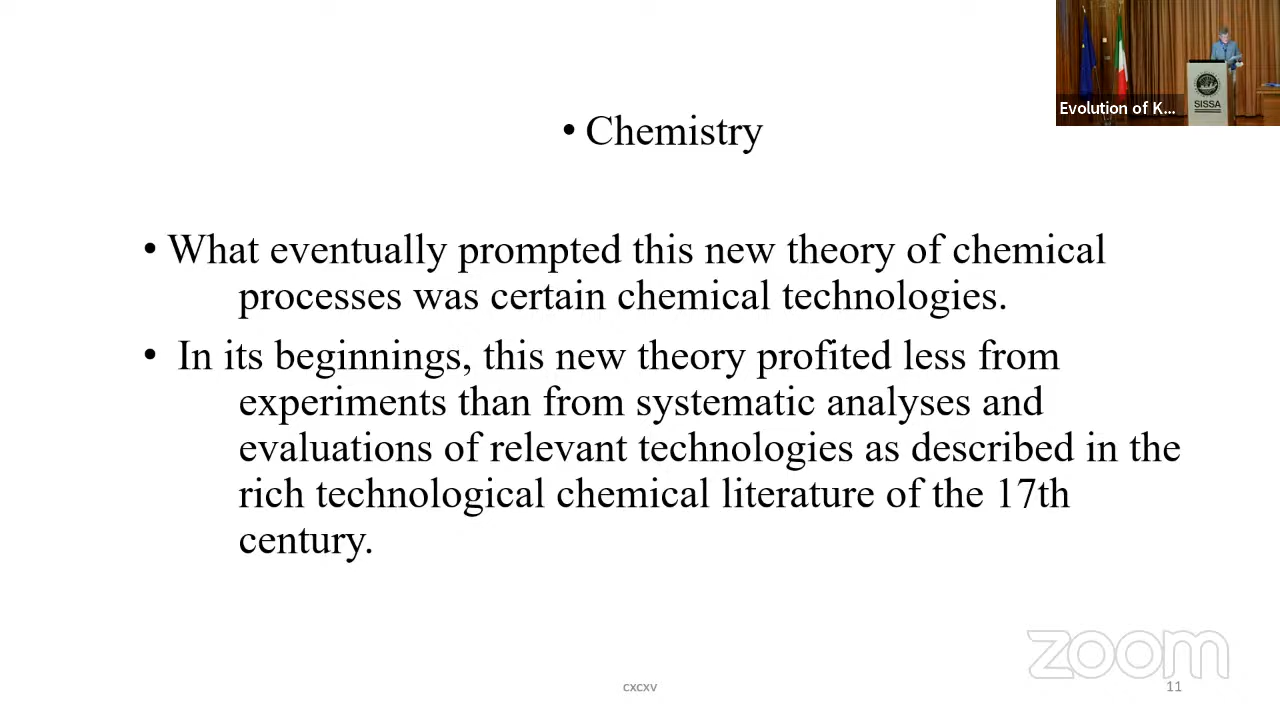 Evolution of K...
SISSA
• Chemistry
• What eventually prompted this new theory of chemical
processes was certain chemical technologies.
• In its beginnings, this new theory profited less from
experiments than from systematic analyses and
evaluations of relevant technologies as described in the
rich technological chemical literature of the 17th
century.
zoom
cxcxv
11